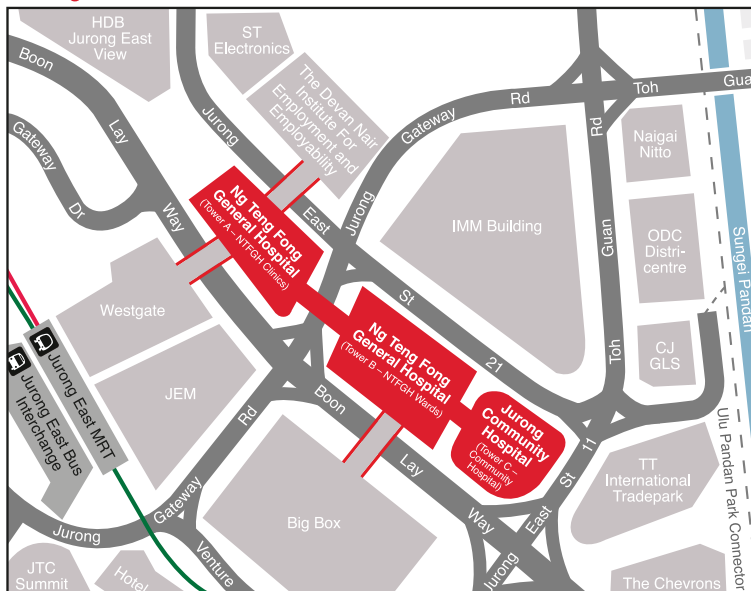 HDB
Jurong East
View
ST
Electronics
The Devan Nair
Institute For
Employment and
Employability
Boon
Lay
Way
Gateway
Dr
Jurong
East
St
21
Jurong
Gateway
Rd
Toh
Gua
Rd
Guan
Toh
Naigai
Nitto
IMM Building
ODC
Distri-
centre
CJ
GLS
Sungei Pandan
Ulu Pandan Park Connector
Ng Teng Fong
General Hospital
(Tower A – NTFGH Clinics)
Westgate
Jurong East MRT
Jurong East Bus
Interchange
JEM
Ng Teng Fong
General Hospital
(Tower B – NTFGH Wards)
Jurong
Community
Hospital
(Tower C –
Community
Hospital)
Boon
Lay
Way
Rd
Gateway
Jurong
Venture
Big Box
Jurong
East
St
11
TT
International
Tradepark
The Chevrons
JTC
Summit
Hotel